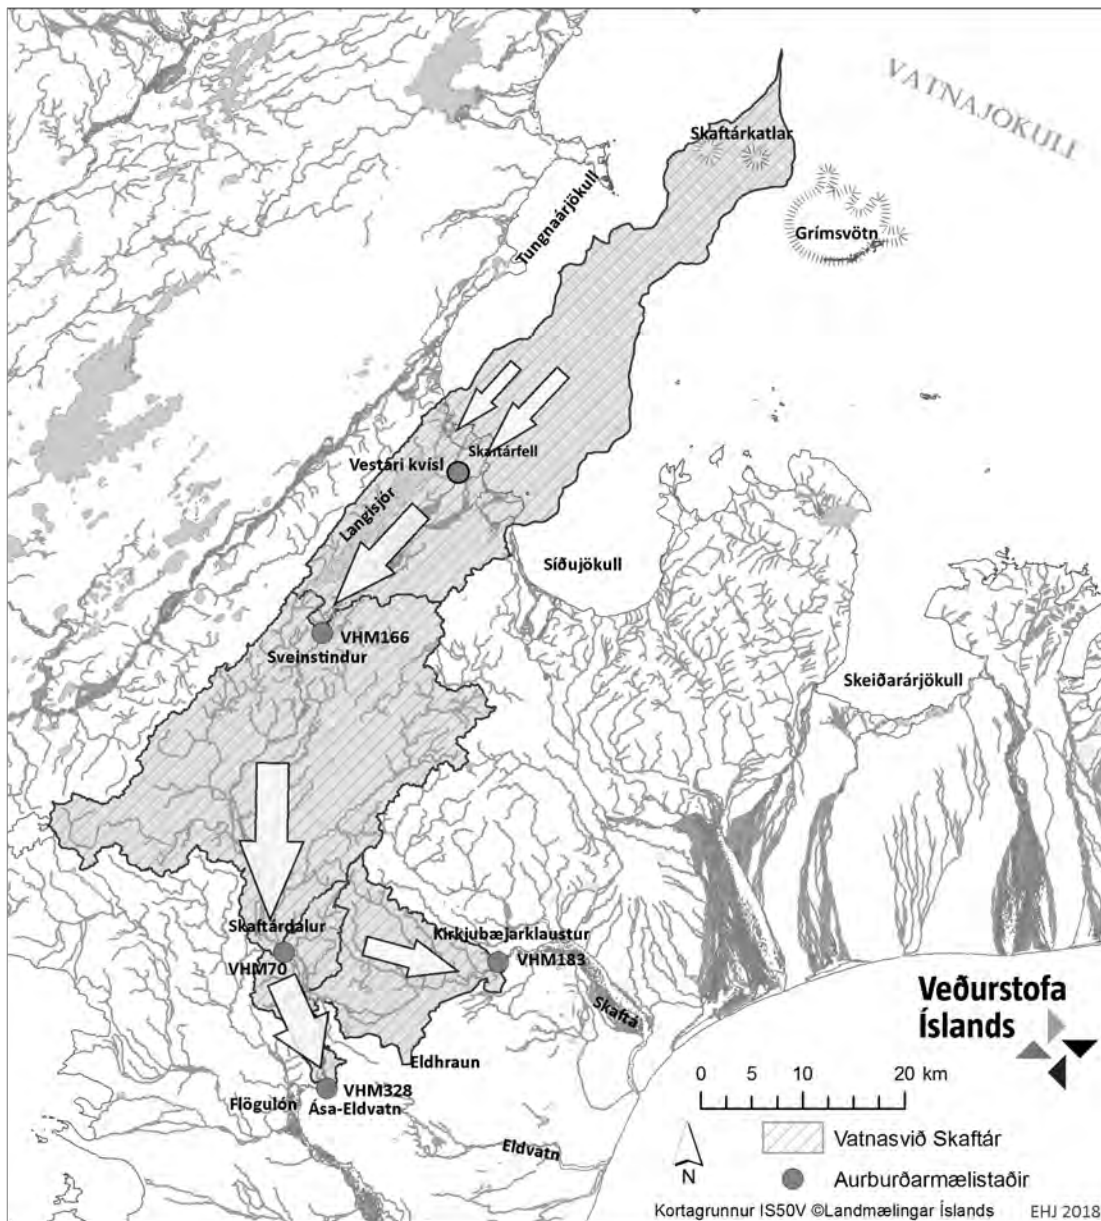 VATNAJÖKULL
Skaftárkatlar
Grímsvötn
Tungnaárjökull
Skaftárfell
Vestári kvísl
Langisjór
Síðujökull
VHM166
Sveinstindur
Skeiðarárjökull
Skaftárdalur
VHM70
Kirkjubæjarklaustur
VHM183
Skaftá
Eldhraun
VHM328
Ása-Eldvatn
Flögulón
Eldvatn
Veðurstofa
Íslands
0 5 10 20 km
N
Vatnasvið Skaftár
Aurburðarmælistaðir
Kortagrunnur IS50V ©Landmælingar Íslands EHJ 2018